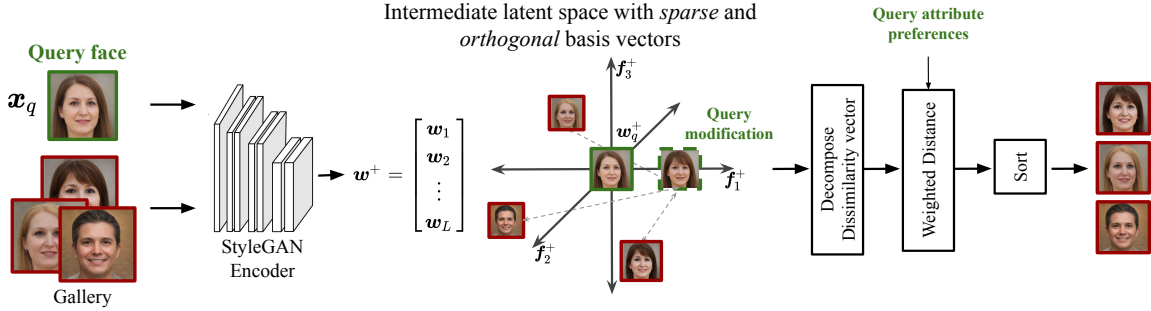 Intermediate latent space with sparse and
orthogonal basis vectors
Query attribute
preferences
Query face
x_q
Gallery
StyleGAN
Encoder
w^+ =
w_1
w_2
⋮
w_L
f_3^+
w_q^+
Query
modification
f_1^+
f_2^+
Decompose
Dissimilarity vector
Weighted Distance
Sort